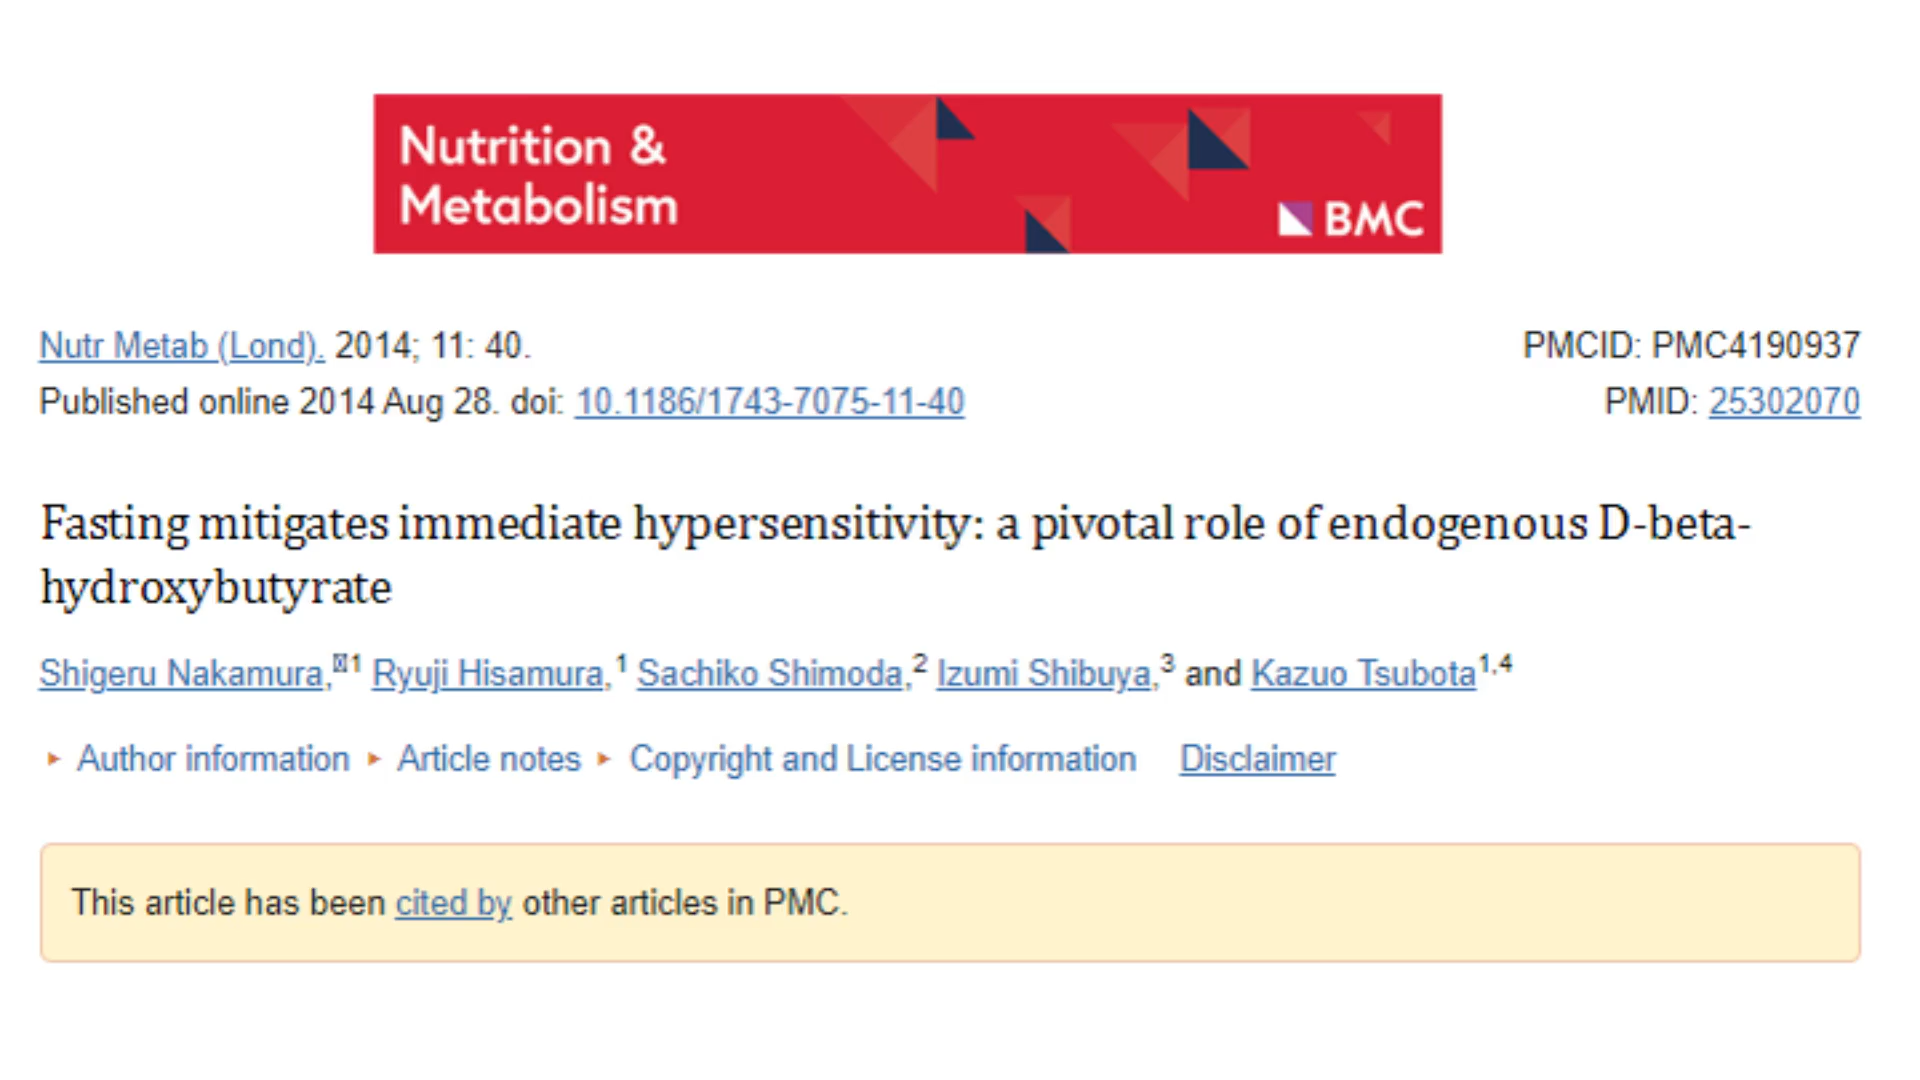 Nutrition &
Metabolism
BMC
Nutr Metab (Lond). 2014; 11: 40.
PMCID: PMC4190937
Published online 2014 Aug 28. doi: 10.1186/1743-7075-11-40
PMID: 25302070
Fasting mitigates immediate hypersensitivity: a pivotal role of endogenous D-beta-
hydroxybutyrate
Shigeru Nakamura,1 Ryuji Hisamura,1 Sachiko Shimoda,2 Izumi Shibuya,3 and Kazuo Tsubota1,4
Author information Article notes Copyright and License information Disclaimer
This article has been cited by other articles in PMC.